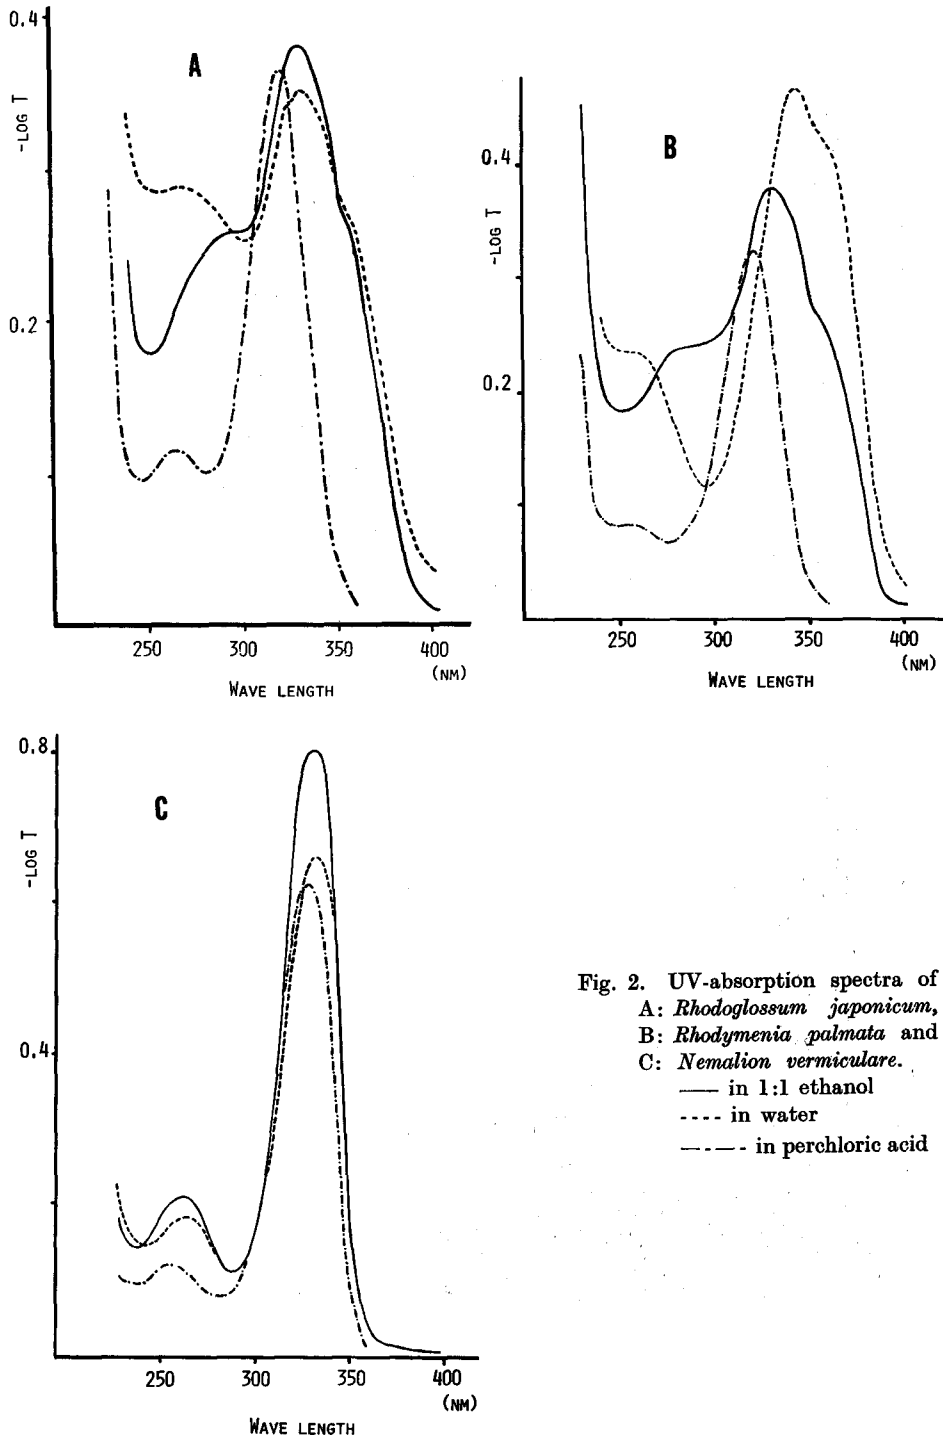 0.4
A
-LOG T
0.2
250 300 350 400
(NM)
WAVE LENGTH
B
0.4
-LOG T
0.2
250 300 350 400
(NM)
WAVE LENGTH
0.8
C
-LOG T
0.4
250 300 350 400
(NM)
WAVE LENGTH
Fig. 2. UV-absorption spectra of
A: Rhodoglossum japonicum,
B: Rhodymenia palmata and
C: Nemalion vermiculare.
—— in 1:1 ethanol
---- in water
—·—·- in perchloric acid